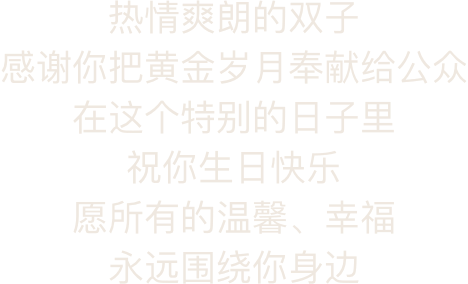 热情爽朗的双子
感谢你把黄金岁月奉献给公众
在这个特别的日子里
祝你生日快乐
愿所有的温馨、幸福
永远围绕你身边